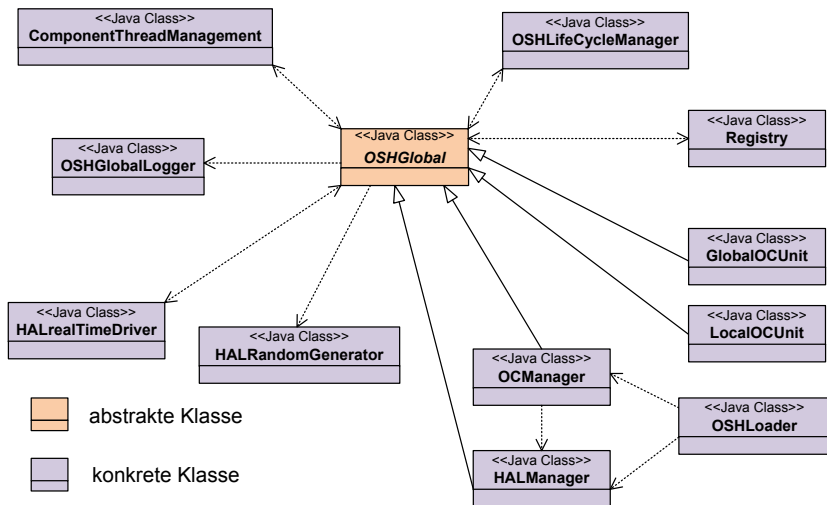 <<Java Class>>
ComponentThreadManagement
<<Java Class>>
OSHLifeCycleManager
<<Java Class>>
OSHGlobal
<<Java Class>>
Registry
<<Java Class>>
OSHGlobalLogger
<<Java Class>>
GlobalOCUnit
<<Java Class>>
HALrealTimeDriver
<<Java Class>>
HALRandomGenerator
<<Java Class>>
LocalOCUnit
<<Java Class>>
OCManager
<<Java Class>>
OSHLoader
<<Java Class>>
HALManager
abstrakte Klasse
konkrete Klasse